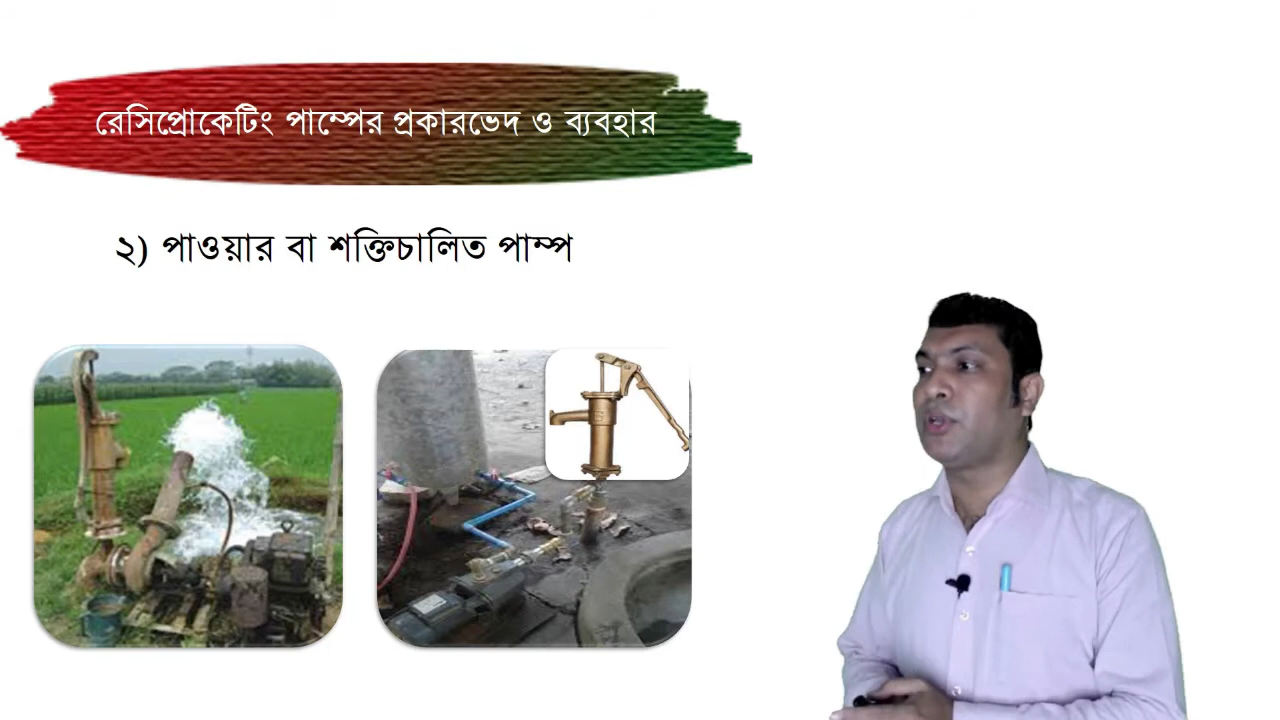 রেসিপ্রোকেটিং পাম্পের প্রকারভেদ ও ব্যবহার
২) পাওয়ার বা শক্তিচালিত পাম্প